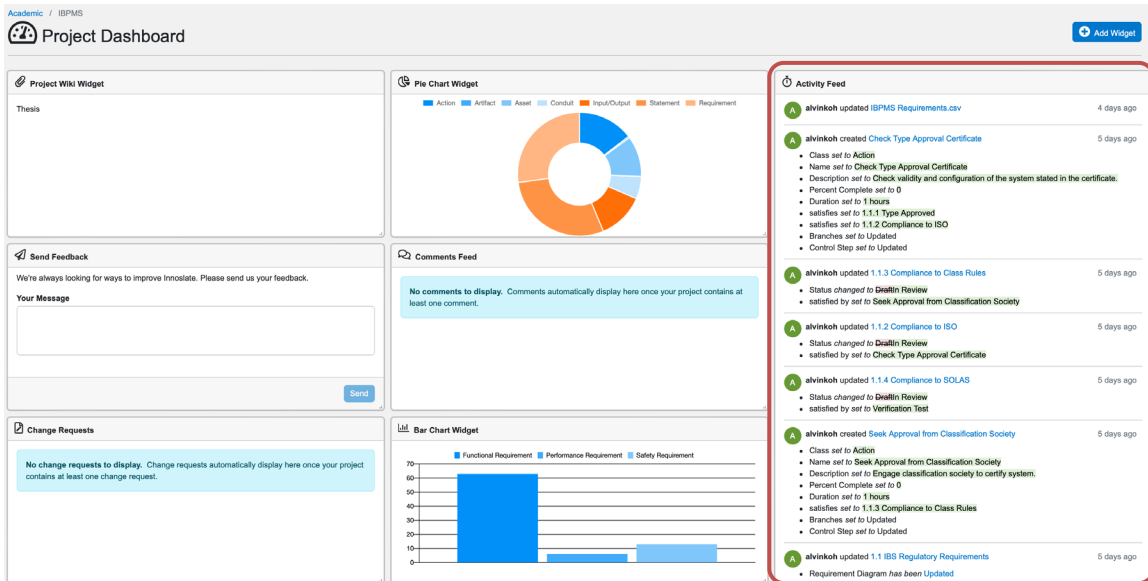 Academic / IBPMS
Project Dashboard
Add Widget
Project Wiki Widget
Thesis
Pie Chart Widget
Action Artifact Asset Conduit Input/Output Statement Requirement
Send Feedback
We're always looking for ways to improve Innoslate. Please send us your feedback.
Your Message
Send
Comments Feed
No comments to display. Comments automatically display here once your project contains at
least one comment.
Change Requests
No change requests to display. Change requests automatically display here once your project
contains at least one change request.
Bar Chart Widget
Functional Requirement Performance Requirement Safety Requirement
70
60
50
40
30
20
10
Activity Feed
A alvinkoh updated IBPMS Requirements.csv 4 days ago
A alvinkoh created Check Type Approval Certificate 5 days ago
• Class set to Action
• Name set to Check Type Approval Certificate
• Description set to Check validity and configuration of the system stated in the certificate.
• Percent Complete set to 0
• Duration set to 1 hours
• satisfies set to 1.1.1 Type Approved
• satisfies set to 1.1.2 Compliance to ISO
• Branches set to Updated
• Control Step set to Updated
A alvinkoh updated 1.1.3 Compliance to Class Rules 5 days ago
• Status changed to DraftIn Review
• satisfied by set to Seek Approval from Classification Society
A alvinkoh updated 1.1.2 Compliance to ISO 5 days ago
• Status changed to DraftIn Review
• satisfied by set to Check Type Approval Certificate
A alvinkoh updated 1.1.4 Compliance to SOLAS 5 days ago
• Status changed to DraftIn Review
• satisfied by set to Verification Test
A alvinkoh created Seek Approval from Classification Society 5 days ago
• Class set to Action
• Name set to Seek Approval from Classification Society
• Description set to Engage classification society to certify system.
• Percent Complete set to 0
• Duration set to 1 hours
• satisfies set to 1.1.3 Compliance to Class Rules
• Branches set to Updated
• Control Step set to Updated
A alvinkoh updated 1.1 IBS Regulatory Requirements 5 days ago
• Requirement Diagram has been Updated